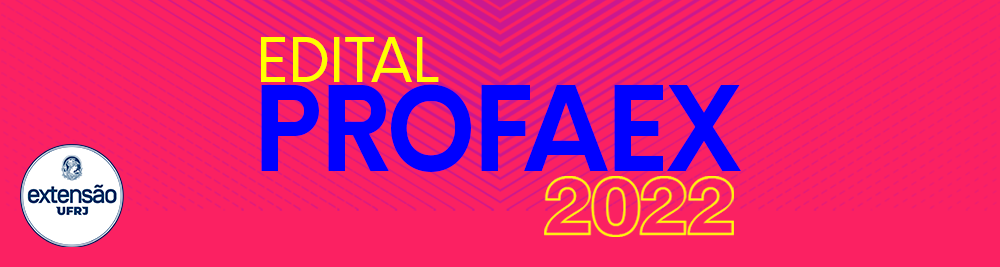 EDITAL
PROFAEX
2022
extensão
UFRJ